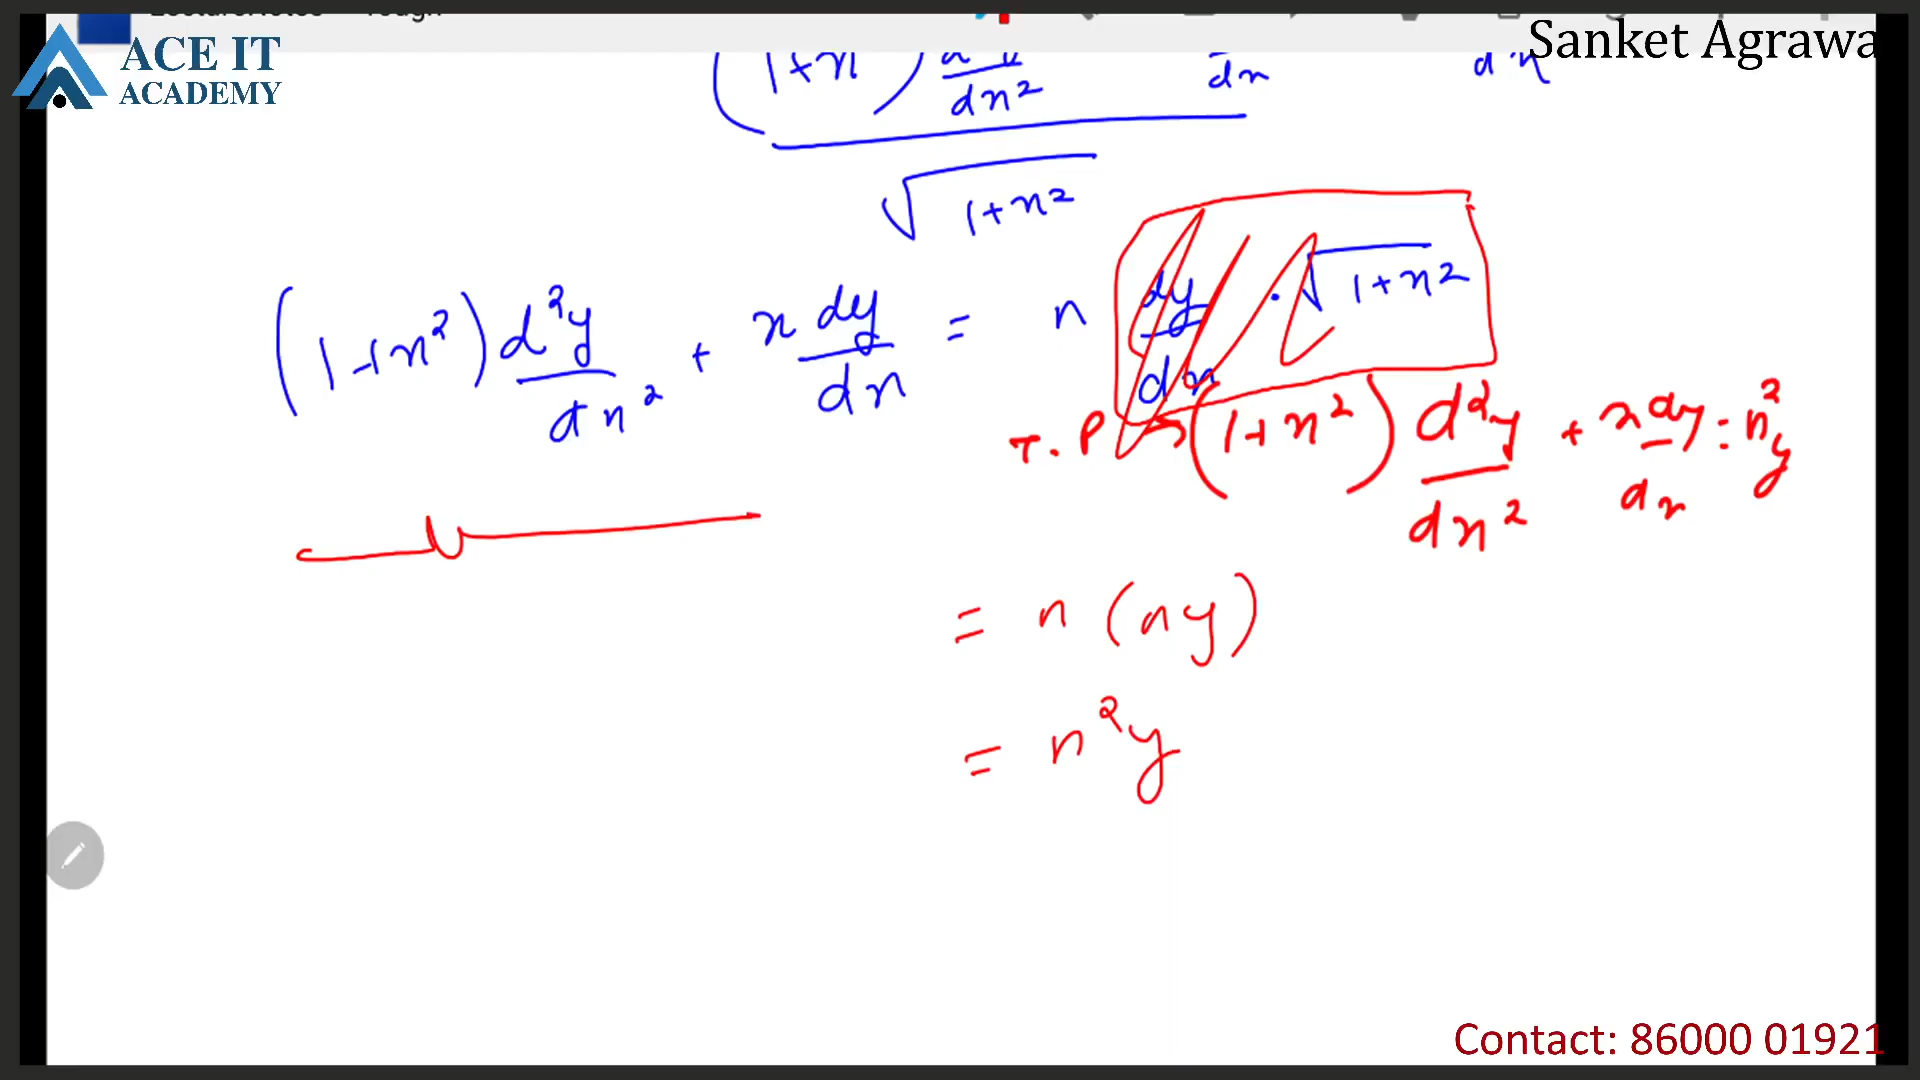 ACE IT
ACADEMY
Sanket Agrawa
(1+x ) dx² dx dx
√1+x²
(1+x²) d²y/dx² + x dy/dx = n dy/dx · √1+x²
T.P → (1+x²) d²y/dx² + x dy/dx = n²y
= n (ny)
= n²y
Contact: 86000 01921